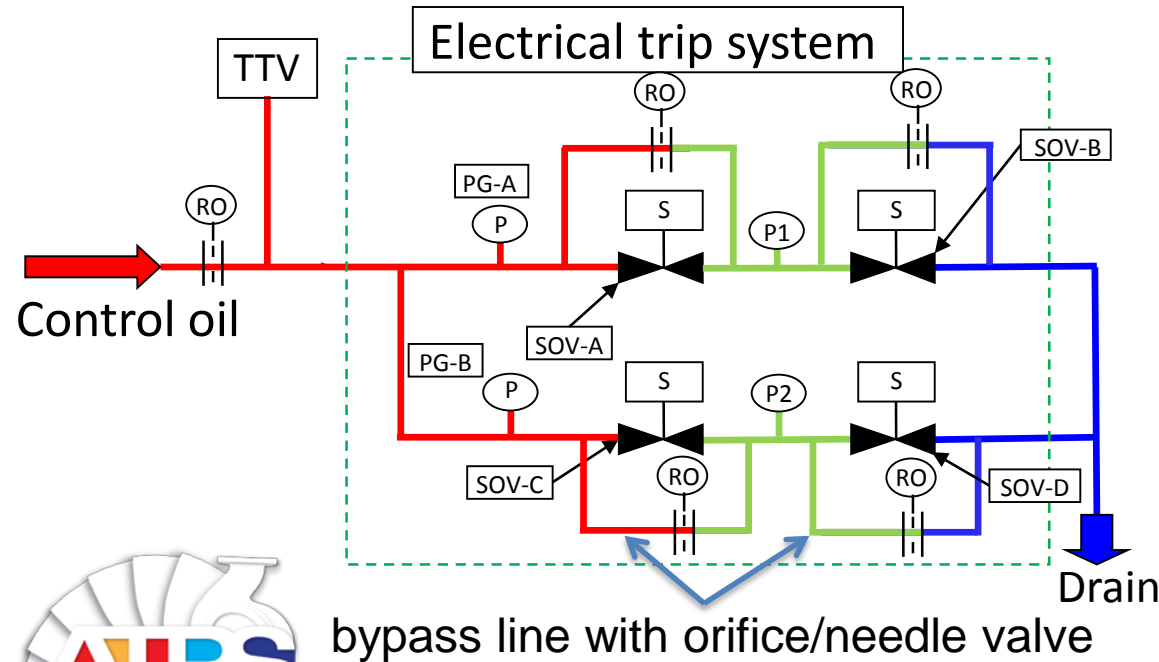 Electrical trip system
TTV
RO
RO
SOV-B
PG-A
RO
S
S
P
P1
Control oil
SOV-A
PG-B
S
S
P
P2
SOV-C
RO
RO
SOV-D
Drain
bypass line with orifice/needle valve